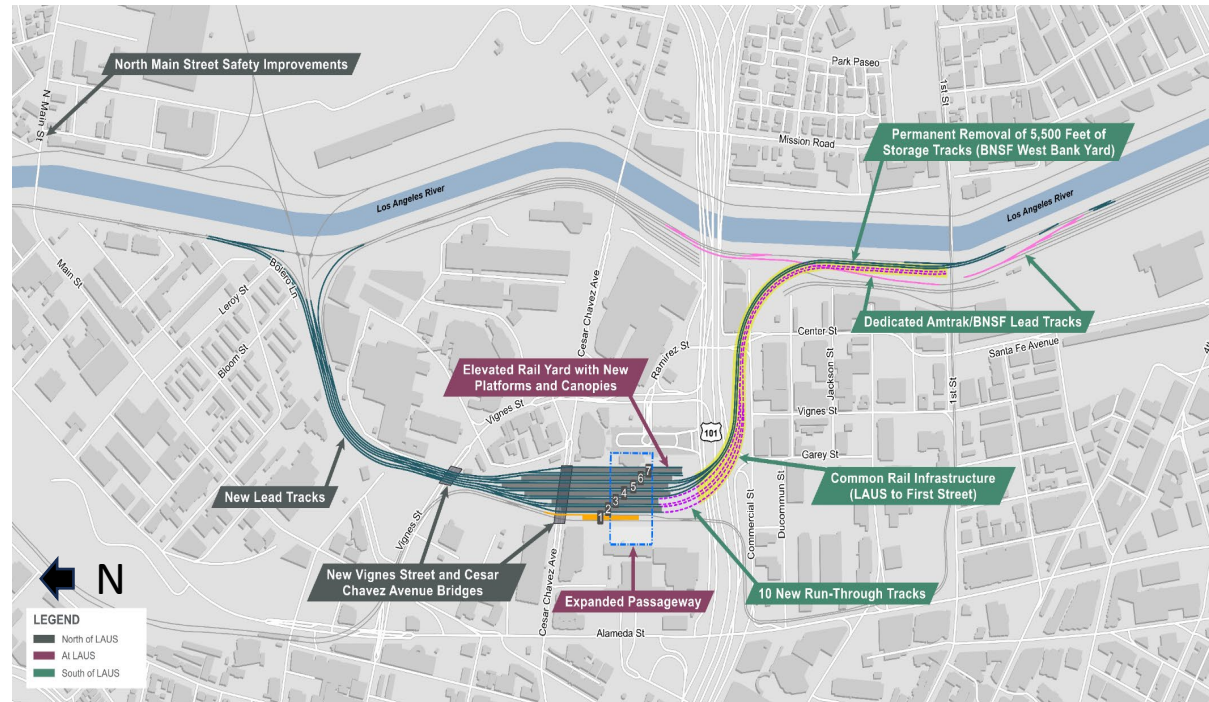 North Main Street Safety Improvements
N Main St
Park Paseo
1st St
Mission Road
Permanent Removal of 5,500 Feet of
Storage Tracks (BNSF West Bank Yard)
Los Angeles River
Los Angeles River
Main St
Leroy St
Bolero Ln
Bloom St
Cesar Chavez Ave
Dedicated Amtrak/BNSF Lead Tracks
Center St
Santa Fe Avenue
Ramirez St
Jackson St
Elevated Rail Yard with New
Platforms and Canopies
Vignes St
Vignes St
1st St
101
Garey St
New Lead Tracks
7
6
5
4
3
2
1
Common Rail Infrastructure
(LAUS to First Street)
Vignes St
Commercial St
Ducommun St
N
New Vignes Street and Cesar
Chavez Avenue Bridges
Cesar Chavez Ave
Expanded Passageway
10 New Run-Through Tracks
Alameda St
LEGEND
North of LAUS
At LAUS
South of LAUS